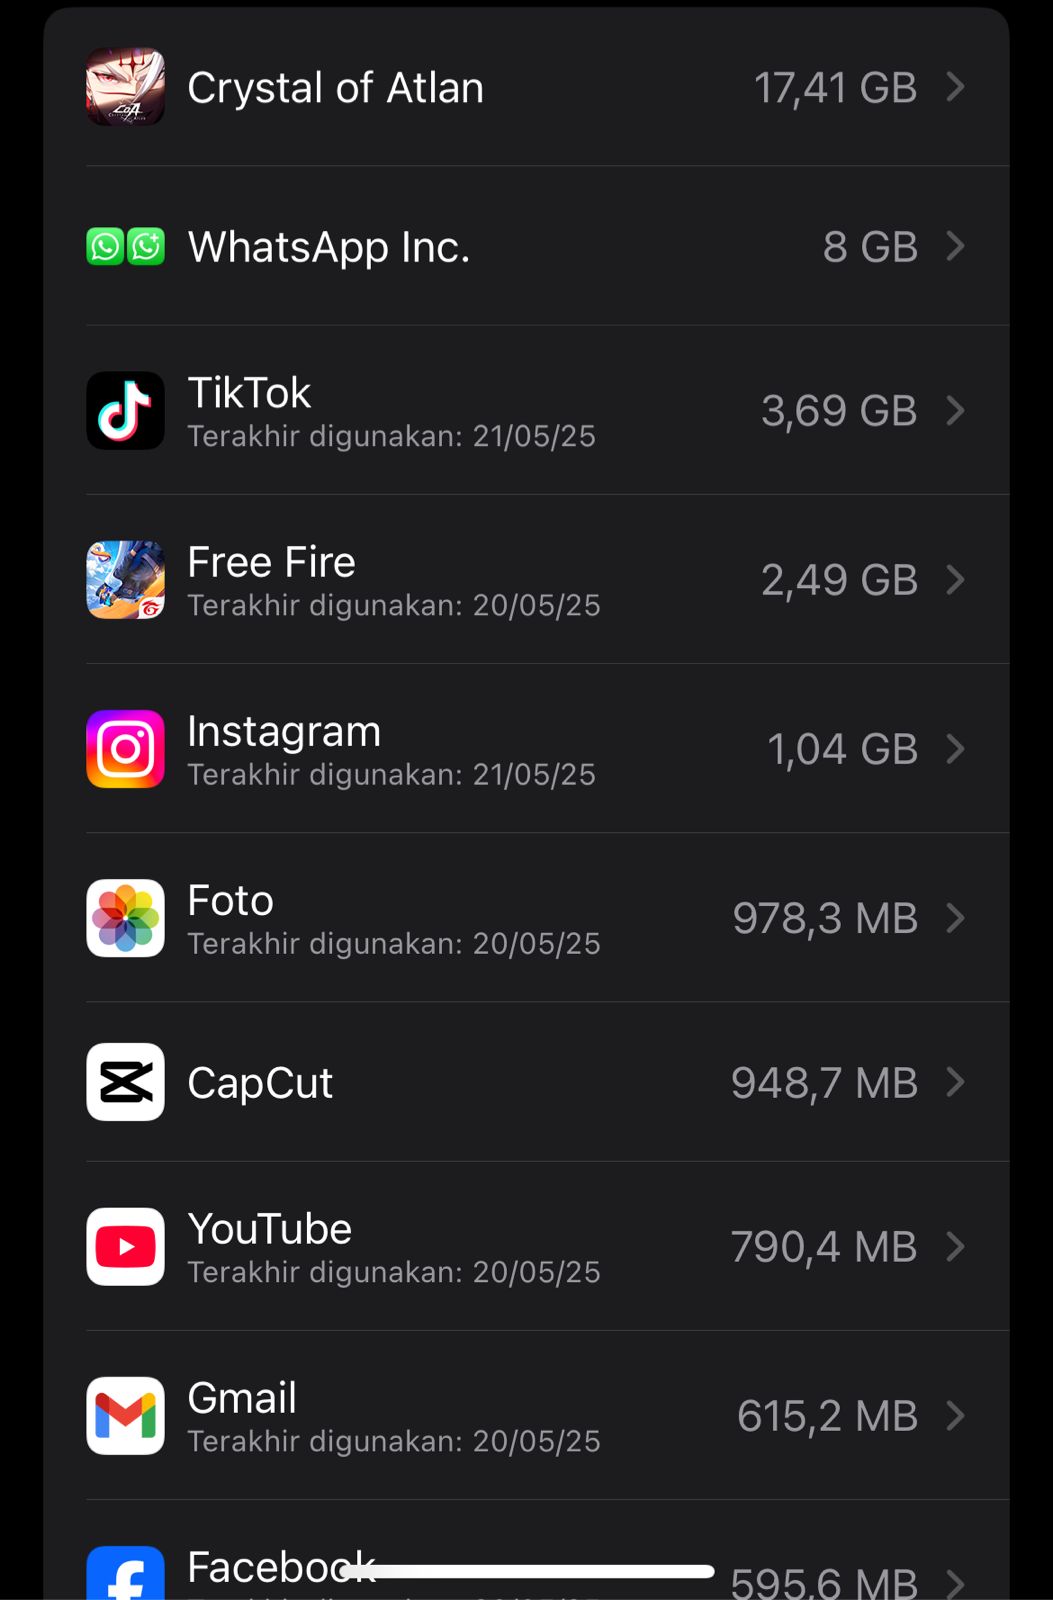 Crystal of Atlan
17,41 GB
WhatsApp Inc.
8 GB
TikTok
Terakhir digunakan: 21/05/25
3,69 GB
Free Fire
Terakhir digunakan: 20/05/25
2,49 GB
Instagram
Terakhir digunakan: 21/05/25
1,04 GB
Foto
Terakhir digunakan: 20/05/25
978,3 MB
CapCut
948,7 MB
YouTube
Terakhir digunakan: 20/05/25
790,4 MB
Gmail
Terakhir digunakan: 20/05/25
615,2 MB
Facebook
595,6 MB